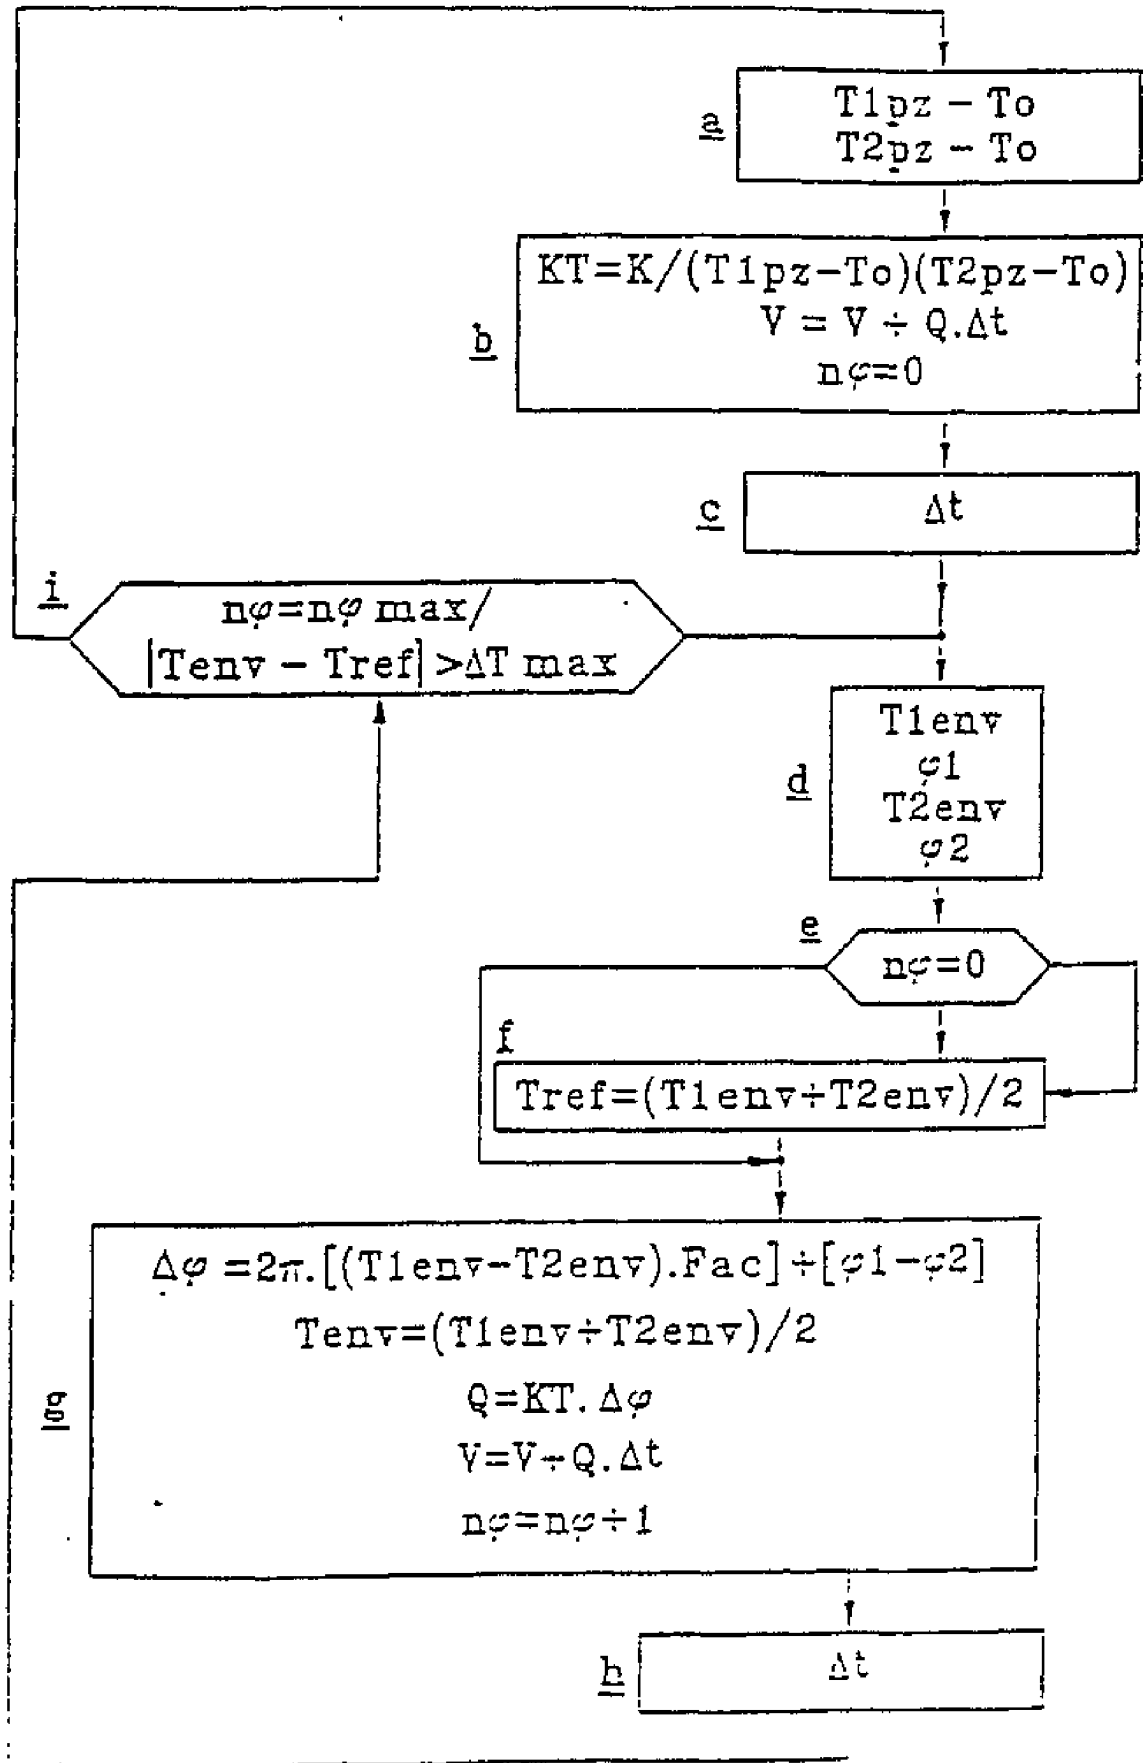 a
T1pz - To
T2pz - To
b
KT=K/(T1pz-To)(T2pz-To)
V = V ÷ Q.Δt
nφ=0
c
Δt
i
nφ=nφ max/
|Tenv - Tref| >ΔT max
d
T1env
φ1
T2env
φ2
e
nφ=0
f
Tref=(T1env÷T2env)/2
g
Δφ =2π.[(T1env-T2env).Fac]÷[φ1-φ2]
Tenv=(T1env÷T2env)/2
Q=KT.Δφ
V=V÷Q.Δt
nφ=nφ÷1
h
Δt